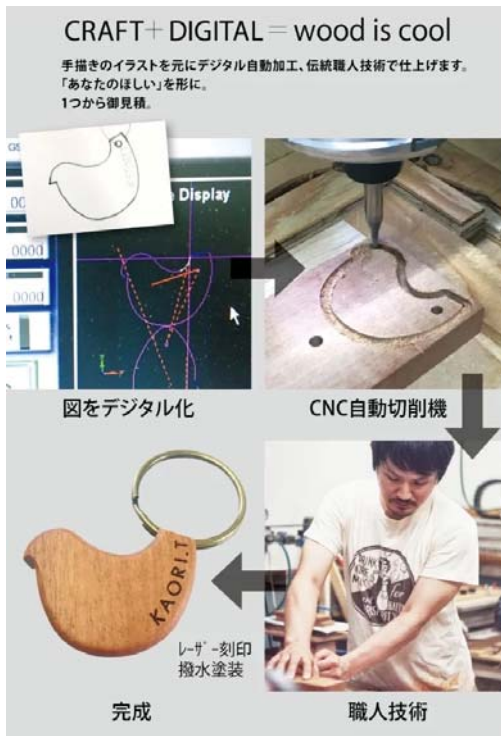 CRAFT+ DIGITAL = wood is cool
手描きのイラストを元にデジタル自動加工、伝統職人技術で仕上げます。
「あなたのほしい」を形に。
1つから御見積。
GS
Display
00
0000
0000
図をデジタル化
CNC自動切削機
KAORI.T
レーザー刻印
撥水塗装
完成
職人技術